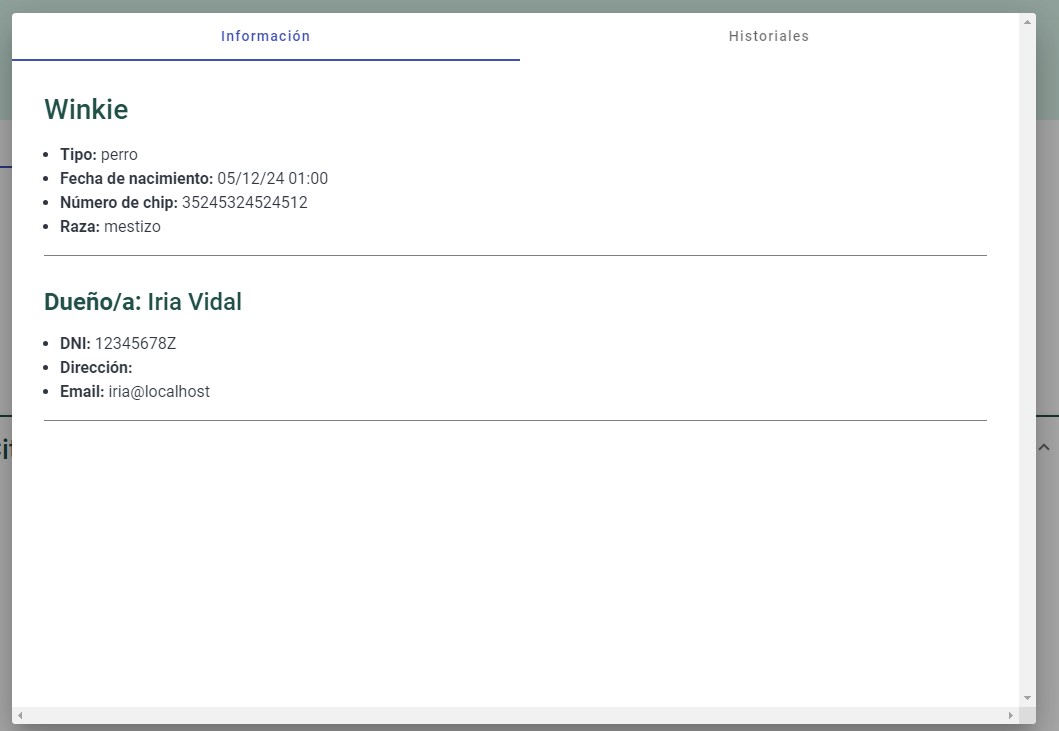 Información
Historiales
Winkie
Tipo: perro
Fecha de nacimiento: 05/12/24 01:00
Número de chip: 35245324524512
Raza: mestizo
Dueño/a: Iria Vidal
DNI: 12345678Z
Dirección:
Email: iria@localhost